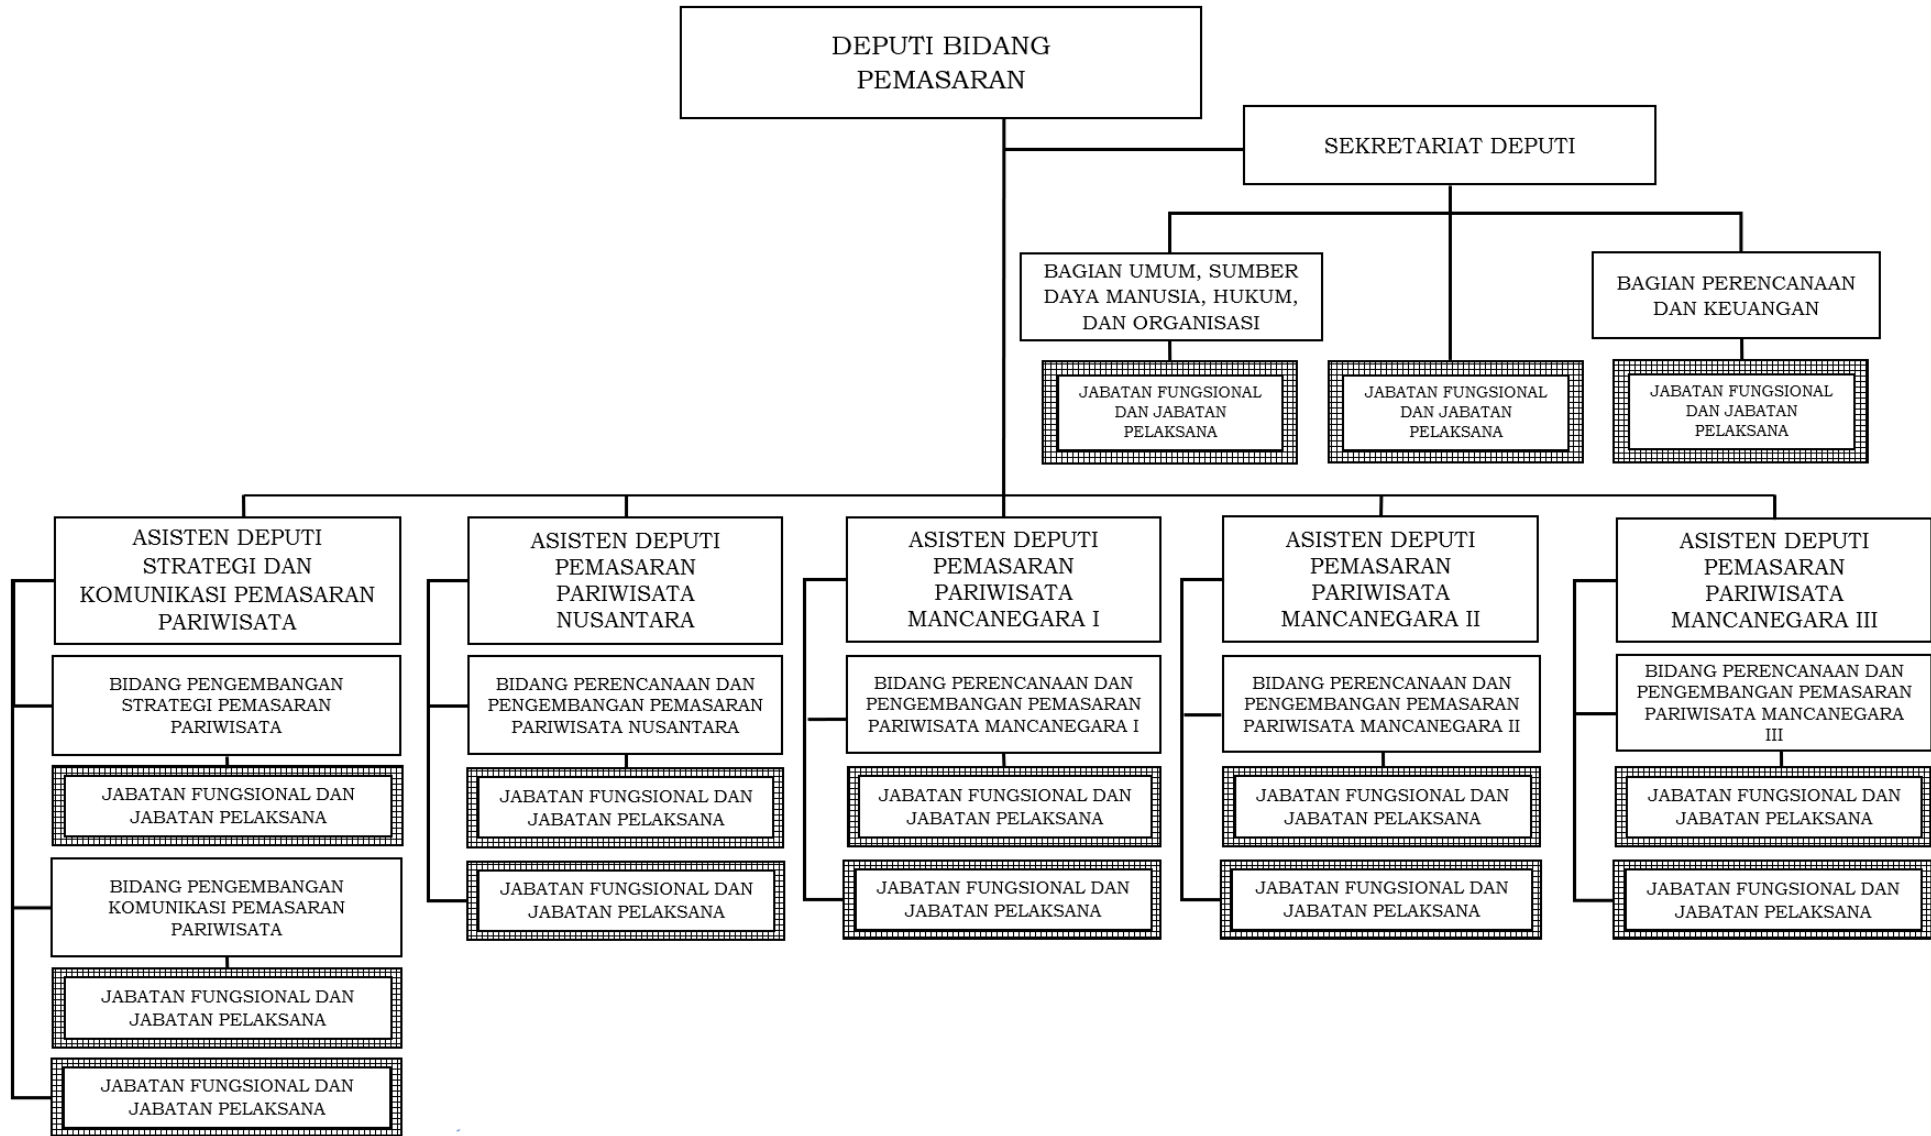 DEPUTI BIDANG
PEMASARAN
SEKRETARIAT DEPUTI
BAGIAN UMUM, SUMBER
DAYA MANUSIA, HUKUM,
DAN ORGANISASI
BAGIAN PERENCANAAN
DAN KEUANGAN
JABATAN FUNGSIONAL
DAN JABATAN
PELAKSANA
JABATAN FUNGSIONAL
DAN JABATAN
PELAKSANA
JABATAN FUNGSIONAL
DAN JABATAN
PELAKSANA
ASISTEN DEPUTI
STRATEGI DAN
KOMUNIKASI PEMASARAN
PARIWISATA
BIDANG PENGEMBANGAN
STRATEGI PEMASARAN
PARIWISATA
JABATAN FUNGSIONAL DAN
JABATAN PELAKSANA
BIDANG PENGEMBANGAN
KOMUNIKASI PEMASARAN
PARIWISATA
JABATAN FUNGSIONAL DAN
JABATAN PELAKSANA
JABATAN FUNGSIONAL DAN
JABATAN PELAKSANA
ASISTEN DEPUTI
PEMASARAN
PARIWISATA
NUSANTARA
BIDANG PERENCANAAN DAN
PENGEMBANGAN PEMASARAN
PARIWISATA NUSANTARA
JABATAN FUNGSIONAL DAN
JABATAN PELAKSANA
JABATAN FUNGSIONAL DAN
JABATAN PELAKSANA
ASISTEN DEPUTI
PEMASARAN
PARIWISATA
MANCANEGARA I
BIDANG PERENCANAAN DAN
PENGEMBANGAN PEMASARAN
PARIWISATA MANCANEGARA I
JABATAN FUNGSIONAL DAN
JABATAN PELAKSANA
JABATAN FUNGSIONAL DAN
JABATAN PELAKSANA
ASISTEN DEPUTI
PEMASARAN
PARIWISATA
MANCANEGARA II
BIDANG PERENCANAAN DAN
PENGEMBANGAN PEMASARAN
PARIWISATA MANCANEGARA II
JABATAN FUNGSIONAL DAN
JABATAN PELAKSANA
JABATAN FUNGSIONAL DAN
JABATAN PELAKSANA
ASISTEN DEPUTI
PEMASARAN
PARIWISATA
MANCANEGARA III
BIDANG PERENCANAAN DAN
PENGEMBANGAN PEMASARAN
PARIWISATA MANCANEGARA
III
JABATAN FUNGSIONAL DAN
JABATAN PELAKSANA
JABATAN FUNGSIONAL DAN
JABATAN PELAKSANA